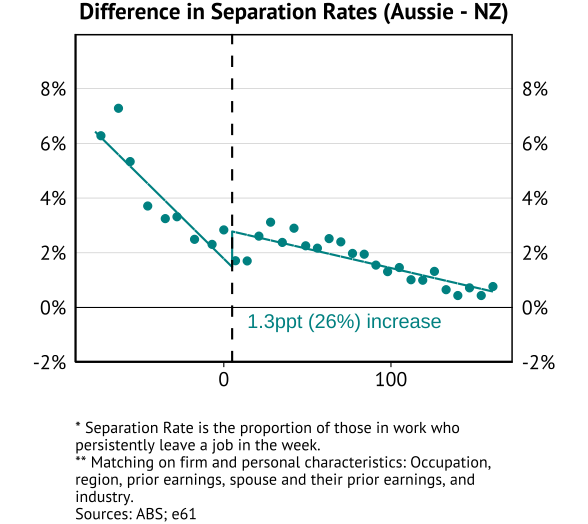 Difference in Separation Rates (Aussie - NZ)
8% 8%
6% 6%
4% 4%
2% 2%
0% 0%
1.3ppt (26%) increase
-2% -2%
0 100
* Separation Rate is the proportion of those in work who
persistently leave a job in the week.
** Matching on firm and personal characteristics: Occupation,
region, prior earnings, spouse and their prior earnings, and
industry.
Sources: ABS; e61